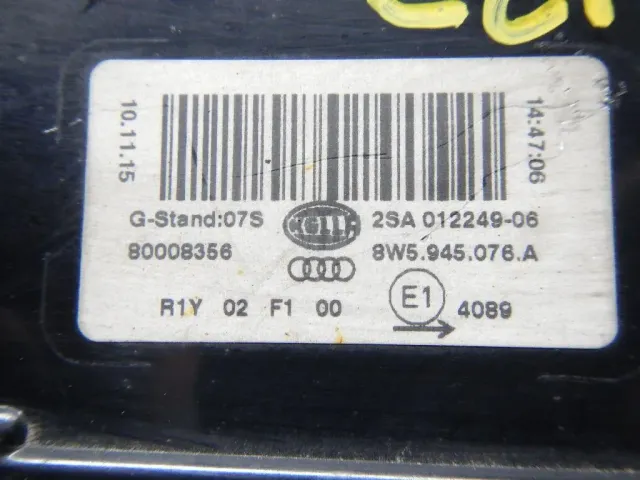 10.11.15
14:47:06
G-Stand:07S HELLA 2SA 012249-06
80008356 8W5.945.076.A
R1Y 02 F1 00 E1 4089